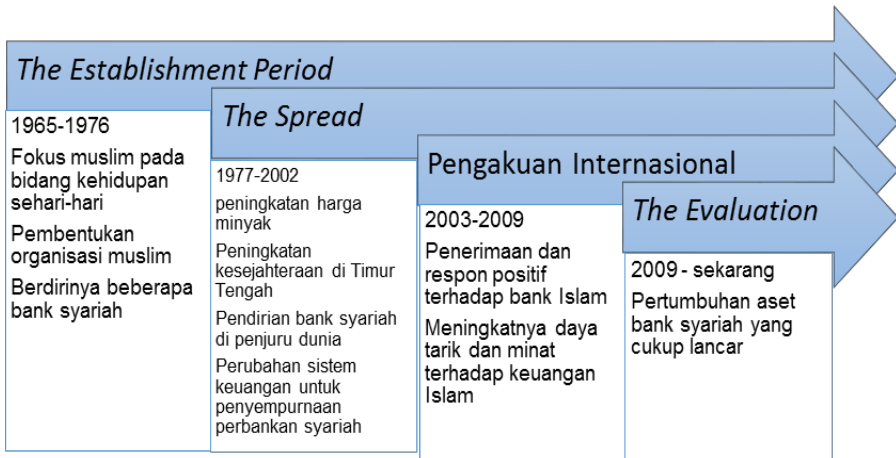 The Establishment Period
1965-1976
Fokus muslim pada
bidang kehidupan
sehari-hari
Pembentukan
organisasi muslim
Berdirinya beberapa
bank syariah
The Spread
1977-2002
peningkatan harga
minyak
Peningkatan
kesejahteraan di Timur
Tengah
Pendirian bank syariah
di penjuru dunia
Perubahan sistem
keuangan untuk
penyempurnaan
perbankan syariah
Pengakuan Internasional
2003-2009
Penerimaan dan
respon positif
terhadap bank Islam
Meningkatnya daya
tarik dan minat
terhadap keuangan
Islam
The Evaluation
2009 - sekarang
Pertumbuhan aset
bank syariah yang
cukup lancar